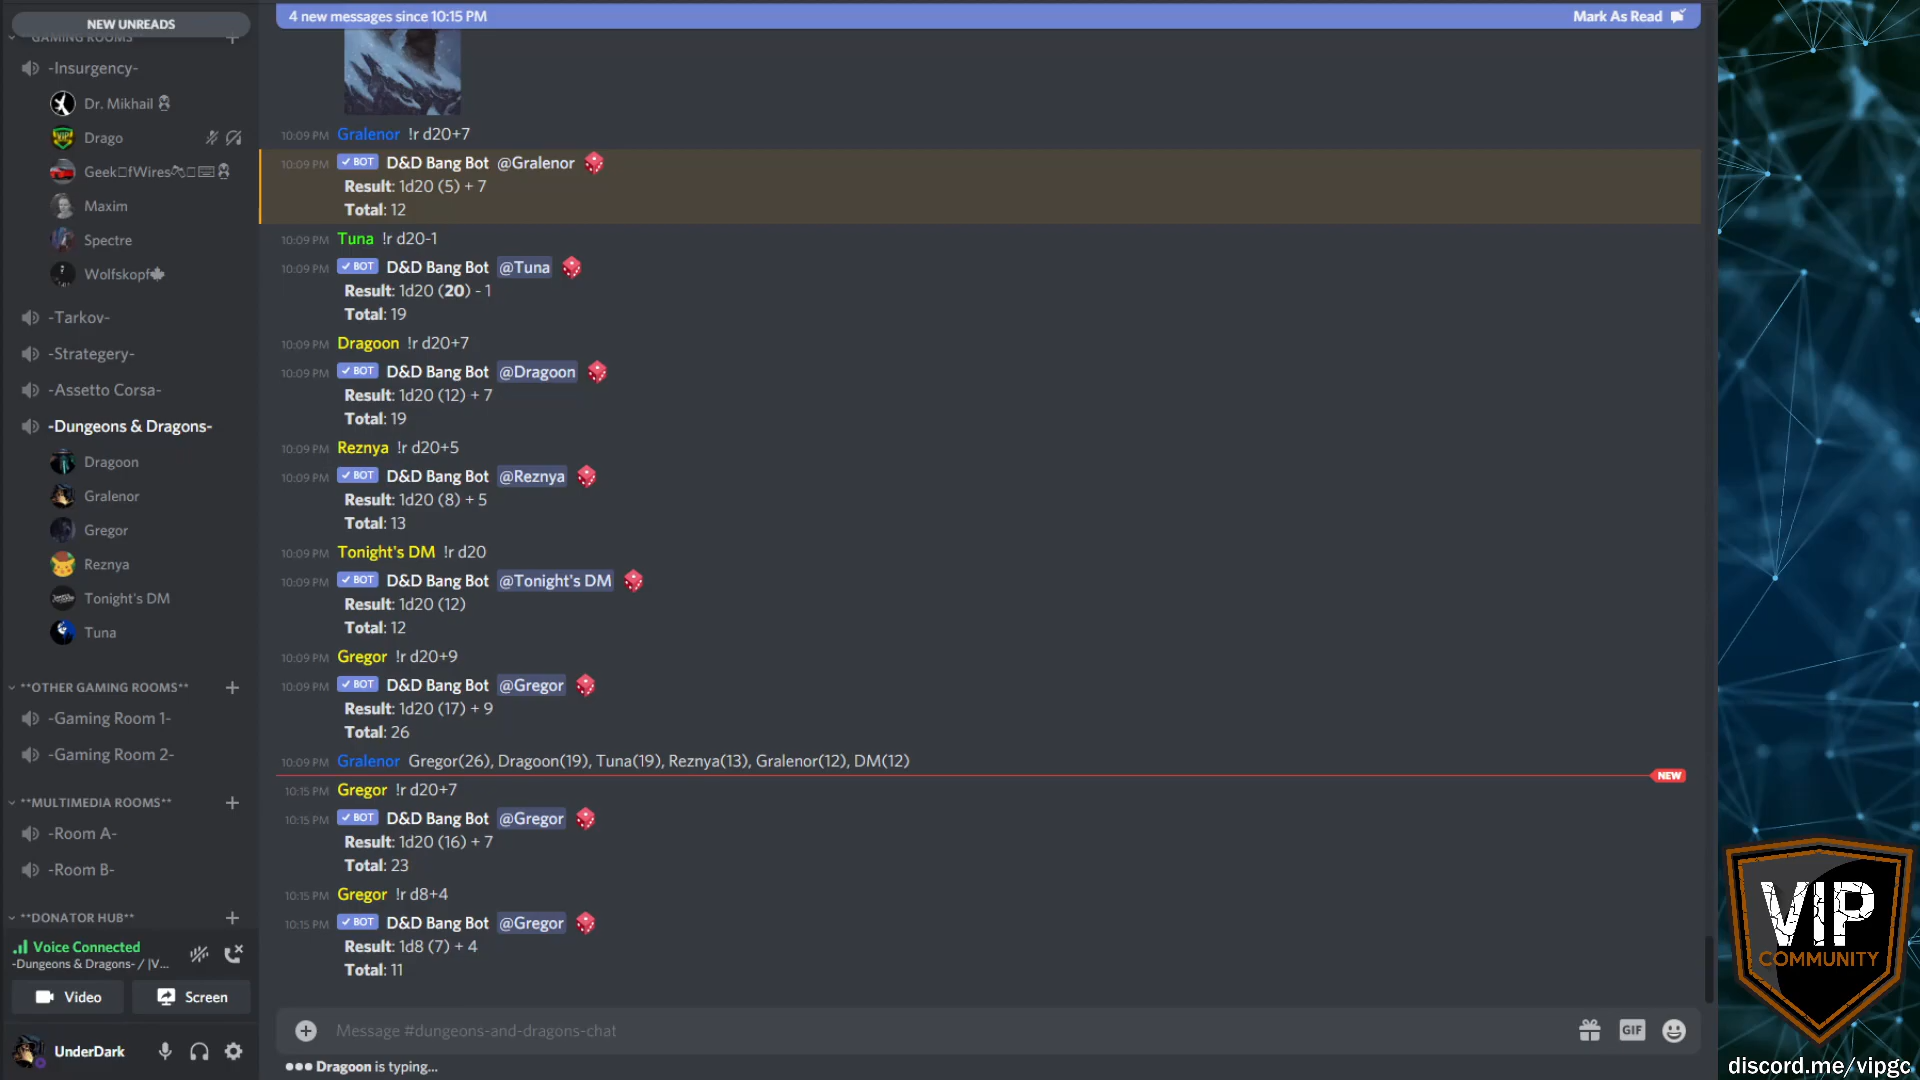 NEW UNREADS
GAMING ROOMS
-Insurgency-
Dr. Mikhail
Drago
Maxim
Spectre
Wolfskopf
-Tarkov-
-Strategery-
-Assetto Corsa-
-Dungeons & Dragons-
Dragoon
Gralenor
Gregor
Reznya
Tonight's DM
Tuna
**OTHER GAMING ROOMS**
-Gaming Room 1-
-Gaming Room 2-
**MULTIMEDIA ROOMS**
-Room A-
-Room B-
**DONATOR HUB**
Voice Connected
-Dungeons & Dragons- / |V...
Video Screen
UnderDark
4 new messages since 10:15 PM Mark As Read
10:09 PM Gralenor !r d20+7
10:09 PM BOT D&D Bang Bot @Gralenor
Result: 1d20 (5) + 7
Total: 12
10:09 PM Tuna !r d20-1
10:09 PM BOT D&D Bang Bot @Tuna
Result: 1d20 (20) - 1
Total: 19
10:09 PM Dragoon !r d20+7
10:09 PM BOT D&D Bang Bot @Dragoon
Result: 1d20 (12) + 7
Total: 19
10:09 PM Reznya !r d20+5
10:09 PM BOT D&D Bang Bot @Reznya
Result: 1d20 (8) + 5
Total: 13
10:09 PM Tonight's DM !r d20
10:09 PM BOT D&D Bang Bot @Tonight's DM
Result: 1d20 (12)
Total: 12
10:09 PM Gregor !r d20+9
10:09 PM BOT D&D Bang Bot @Gregor
Result: 1d20 (17) + 9
Total: 26
10:09 PM Gralenor Gregor(26), Dragoon(19), Tuna(19), Reznya(13), Gralenor(12), DM(12)
NEW
10:15 PM Gregor !r d20+7
10:15 PM BOT D&D Bang Bot @Gregor
Result: 1d20 (16) + 7
Total: 23
10:15 PM Gregor !r d8+4
10:15 PM BOT D&D Bang Bot @Gregor
Result: 1d8 (7) + 4
Total: 11
Message #dungeons-and-dragons-chat
GIF
Dragoon is typing...
VIP
COMMUNITY
discord.me/vipgc